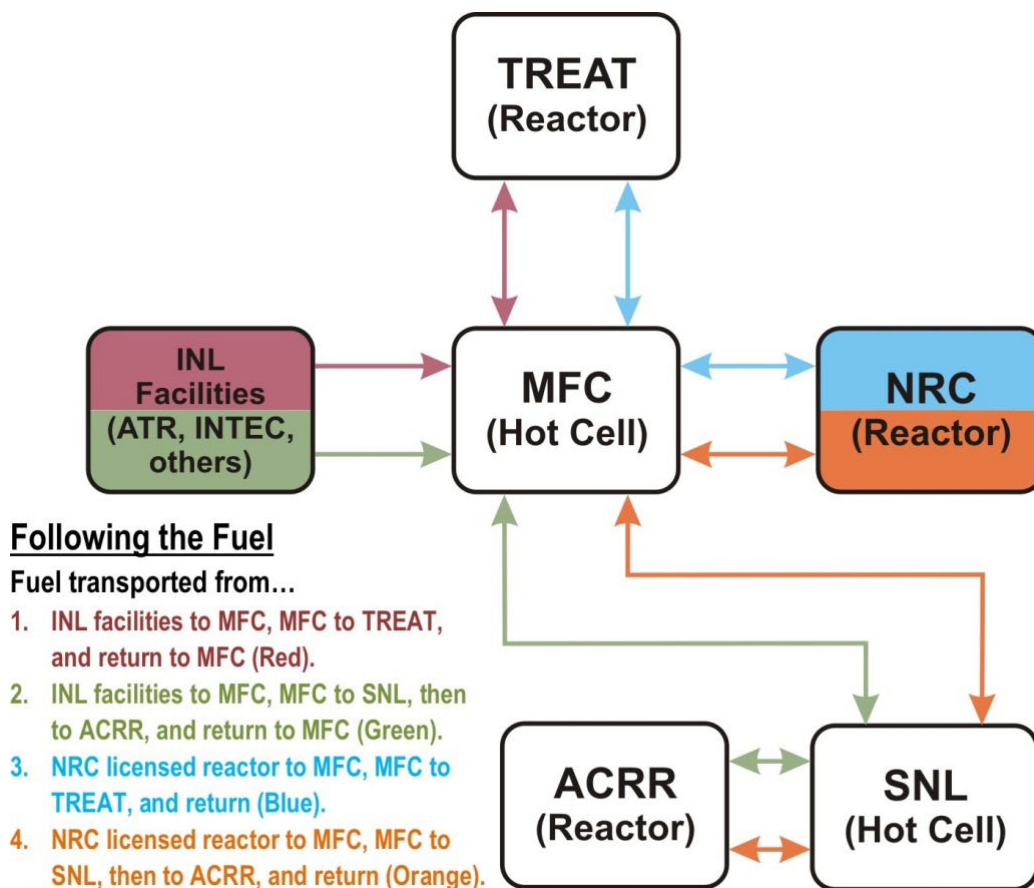 TREAT
(Reactor)
INL
Facilities
(ATR, INTEC,
others)
MFC
(Hot Cell)
NRC
(Reactor)
Following the Fuel
Fuel transported from...
1. INL facilities to MFC, MFC to TREAT,
and return to MFC (Red).
2. INL facilities to MFC, MFC to SNL, then
to ACRR, and return to MFC (Green).
3. NRC licensed reactor to MFC, MFC to
TREAT, and return (Blue).
4. NRC licensed reactor to MFC, MFC to
SNL, then to ACRR, and return (Orange).
ACRR
(Reactor)
SNL
(Hot Cell)